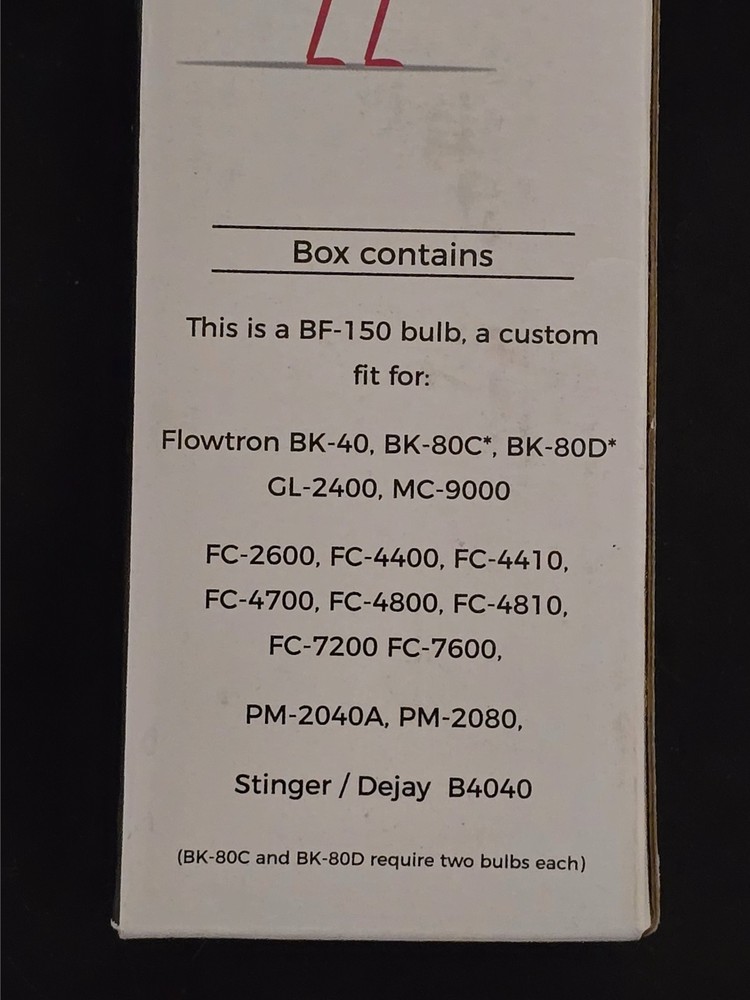 Box contains
This is a BF-150 bulb, a custom
fit for:
Flowtron BK-40, BK-80C*, BK-80D*
GL-2400, MC-9000
FC-2600, FC-4400, FC-4410,
FC-4700, FC-4800, FC-4810,
FC-7200 FC-7600,
PM-2040A, PM-2080,
Stinger / Dejay B4040
(BK-80C and BK-80D require two bulbs each)